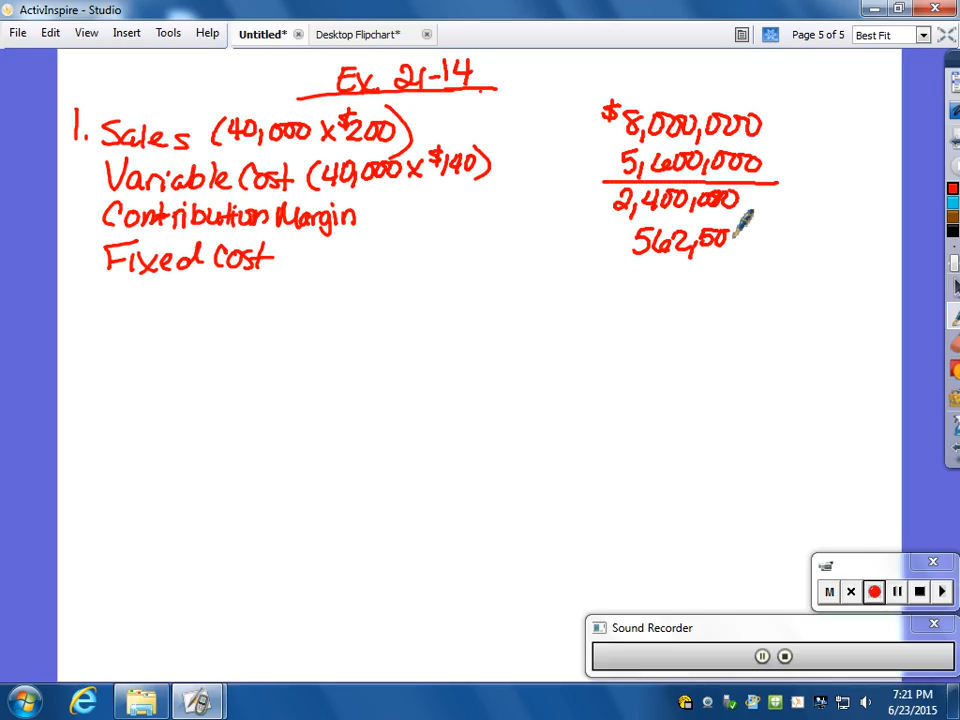 ActivInspire - Studio
File Edit View Insert Tools Help Untitled* Desktop Flipchart* Page 5 of 5 Best Fit
Ex. 21-14
1. Sales (40,000 x $200) $8,000,000
Variable Cost (40,000 x $140) 5,600,000
Contribution Margin 2,400,000
Fixed Cost 562,50
M
Sound Recorder
7:21 PM
6/23/2015